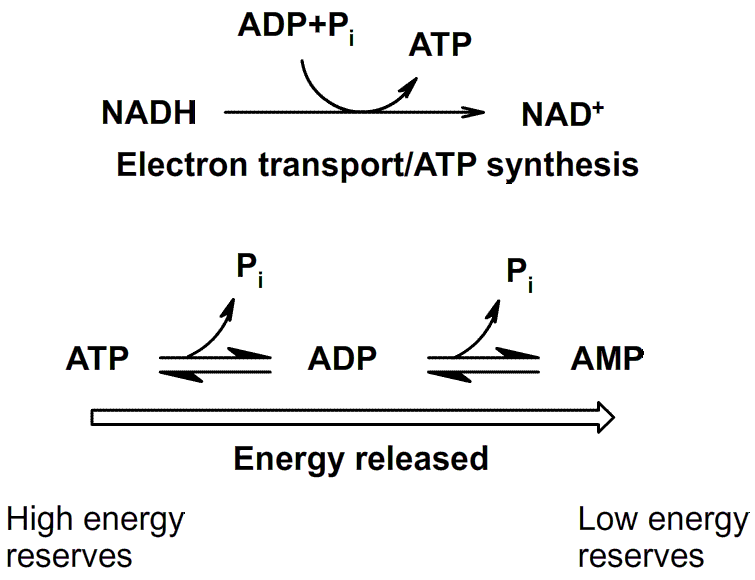 ADP+Pi
ATP
NADH
NAD+
Electron transport/ATP synthesis
Pi
Pi
ATP
ADP
AMP
Energy released
High energy
reserves
Low energy
reserves